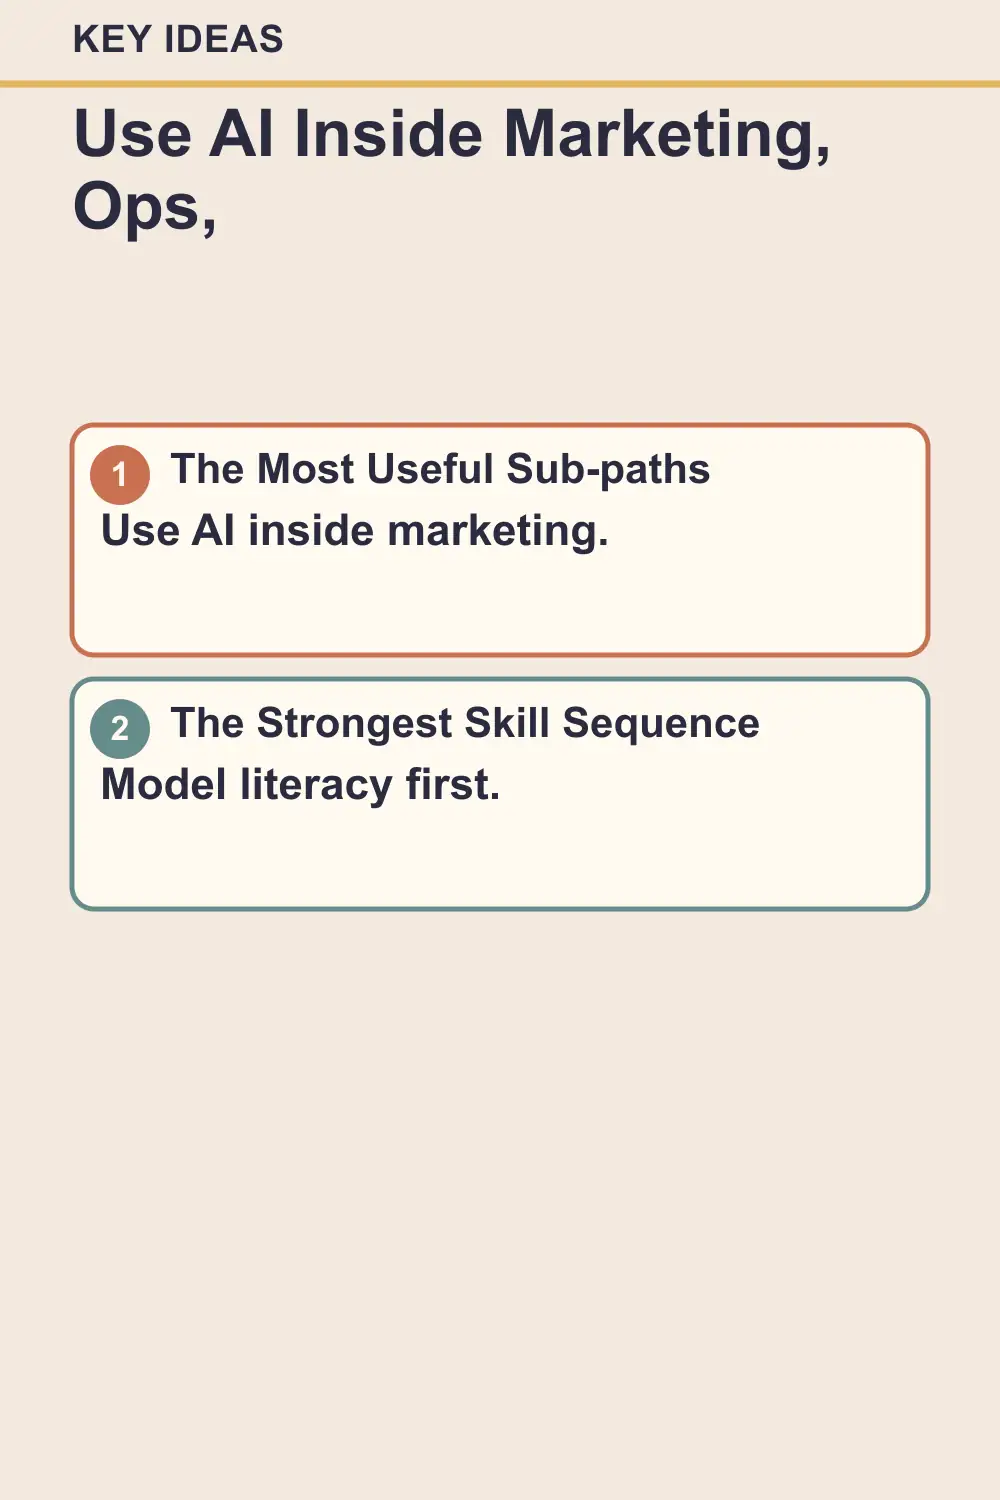 KEY IDEAS
Use AI Inside Marketing,
Ops,
1 The Most Useful Sub-paths
Use AI inside marketing.
2 The Strongest Skill Sequence
Model literacy first.